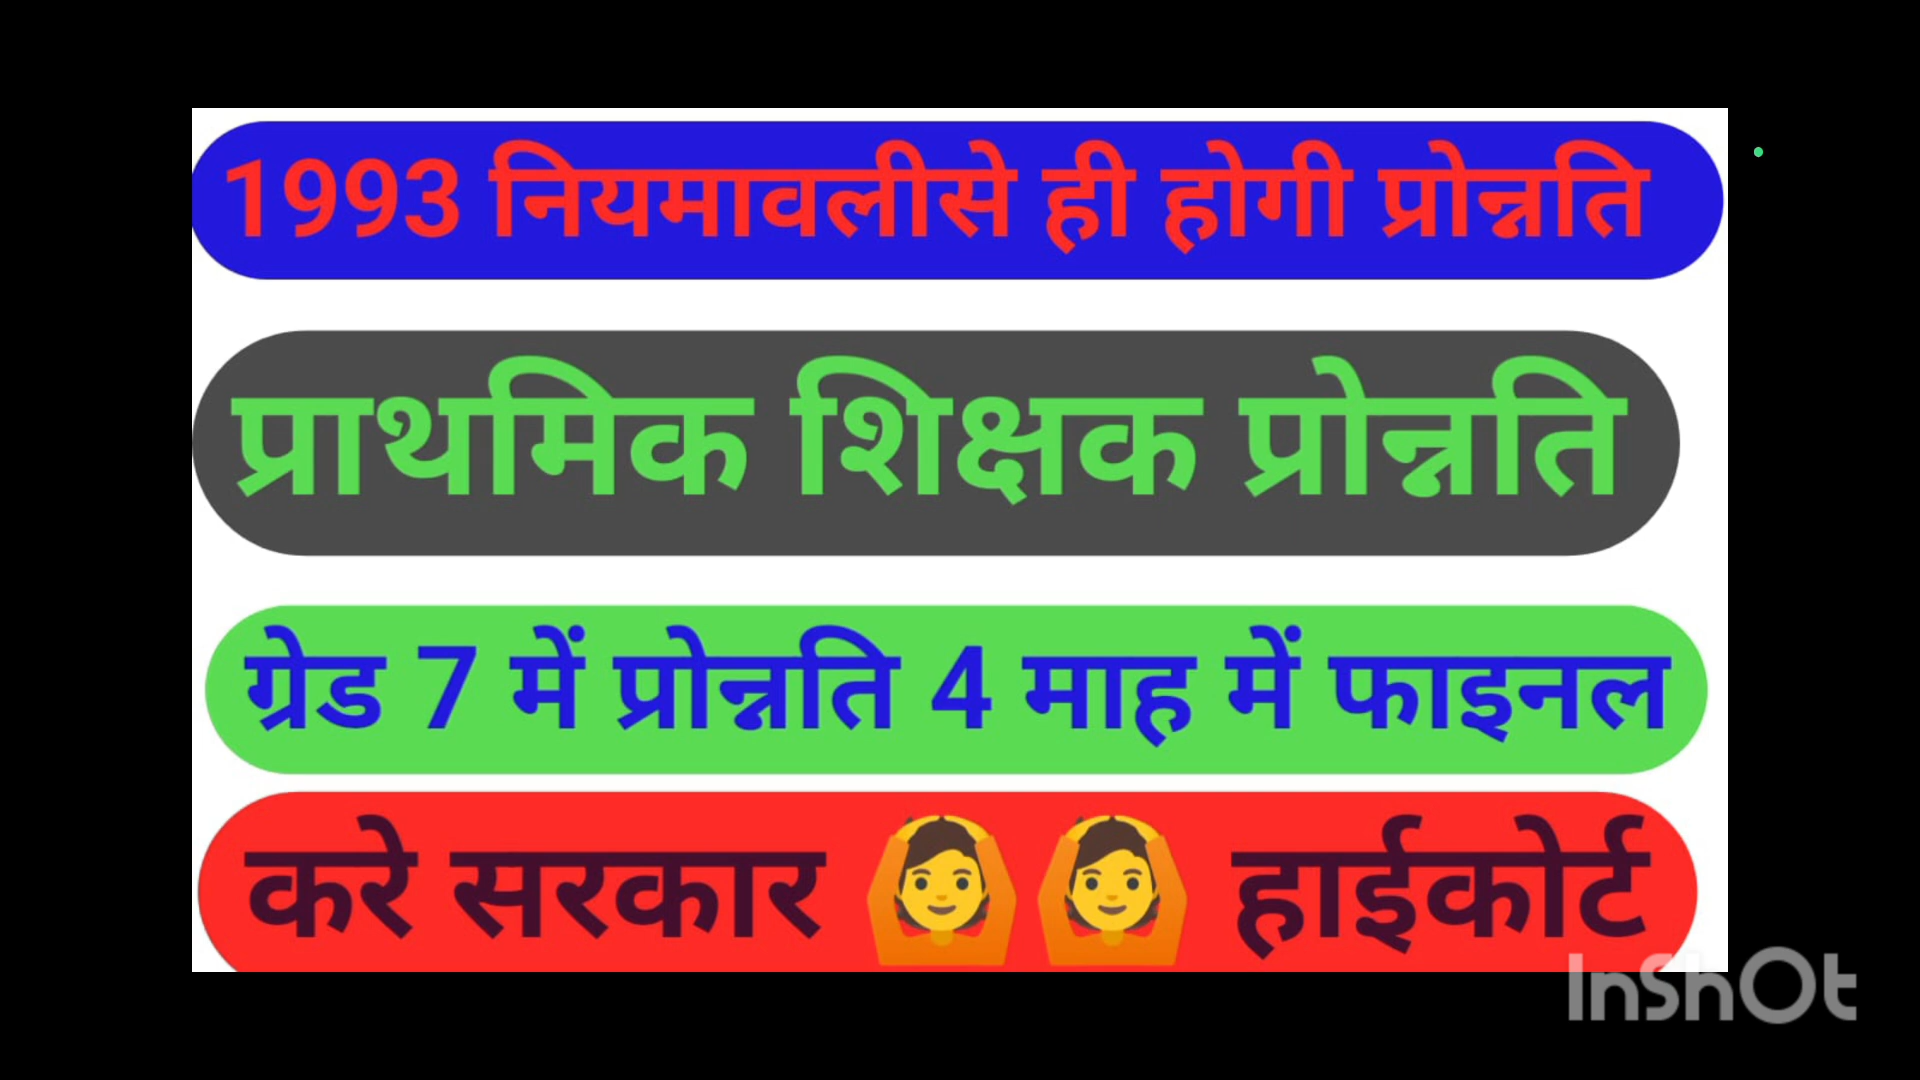 1993 नियमावलीसे ही होगी प्रोन्नति
प्राथमिक शिक्षक प्रोन्नति
ग्रेड 7 में प्रोन्नति 4 माह में फाइनल
करे सरकार 🙆🙆 हाईकोर्ट
InShOt